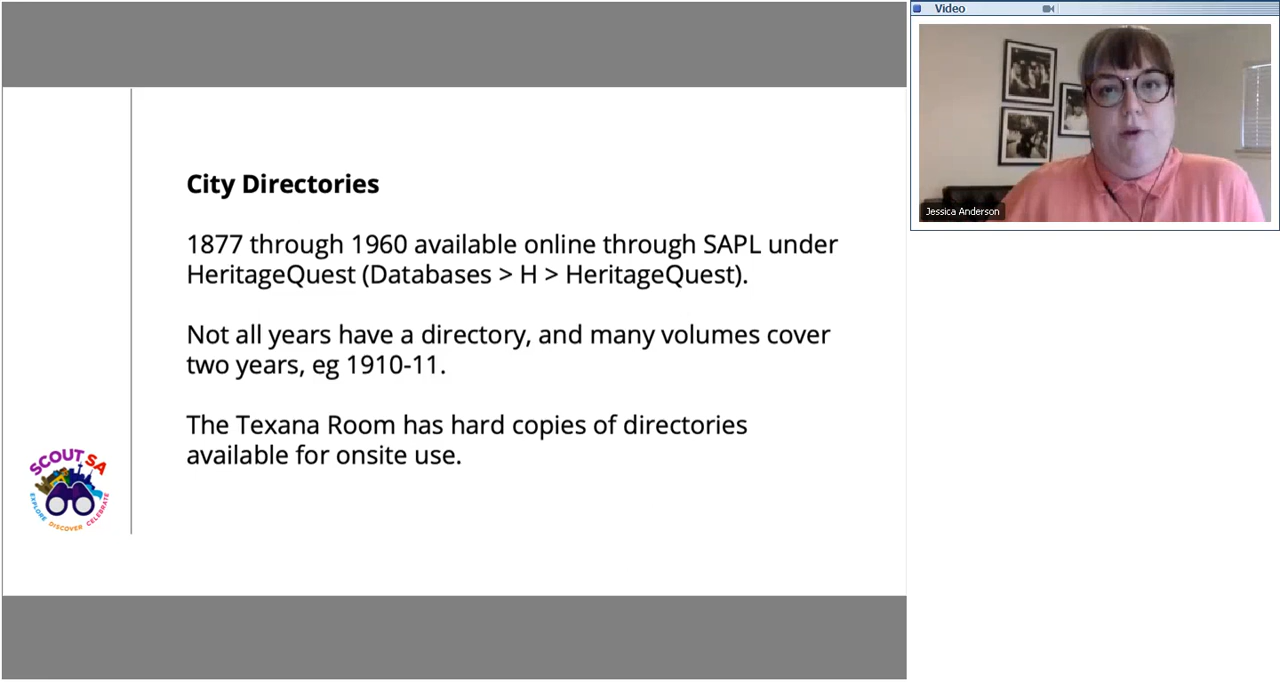 City Directories
1877 through 1960 available online through SAPL under
HeritageQuest (Databases > H > HeritageQuest).
Not all years have a directory, and many volumes cover
two years, eg 1910-11.
The Texana Room has hard copies of directories
available for onsite use.
SCOUT SA
EXPLORE DISCOVER CELEBRATE
Video
Jessica Anderson